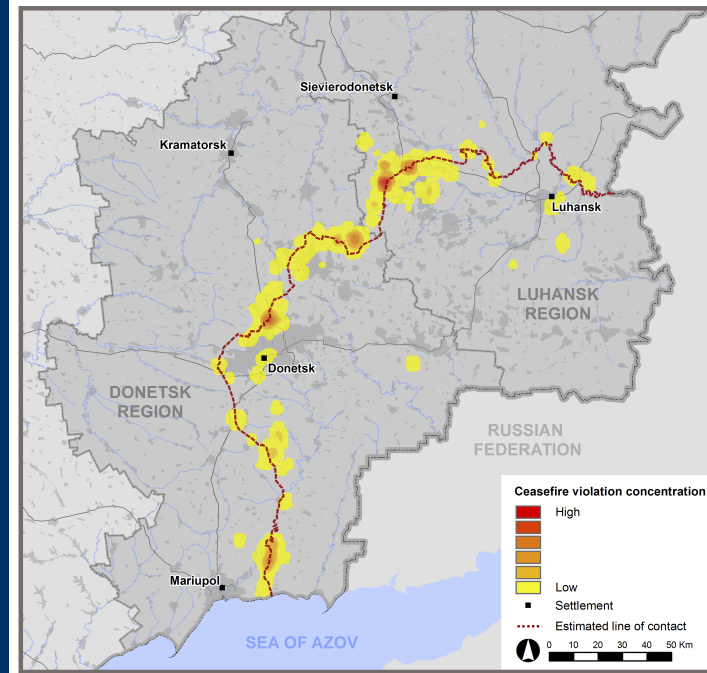 Sievierodonetsk
Kramatorsk
Luhansk
LUHANSK
REGION
Donetsk
DONETSK
REGION
RUSSIAN
FEDERATION
Mariupol
SEA OF AZOV
Ceasefire violation concentration
High
Low
Settlement
Estimated line of contact
0 10 20 30 40 50 Km